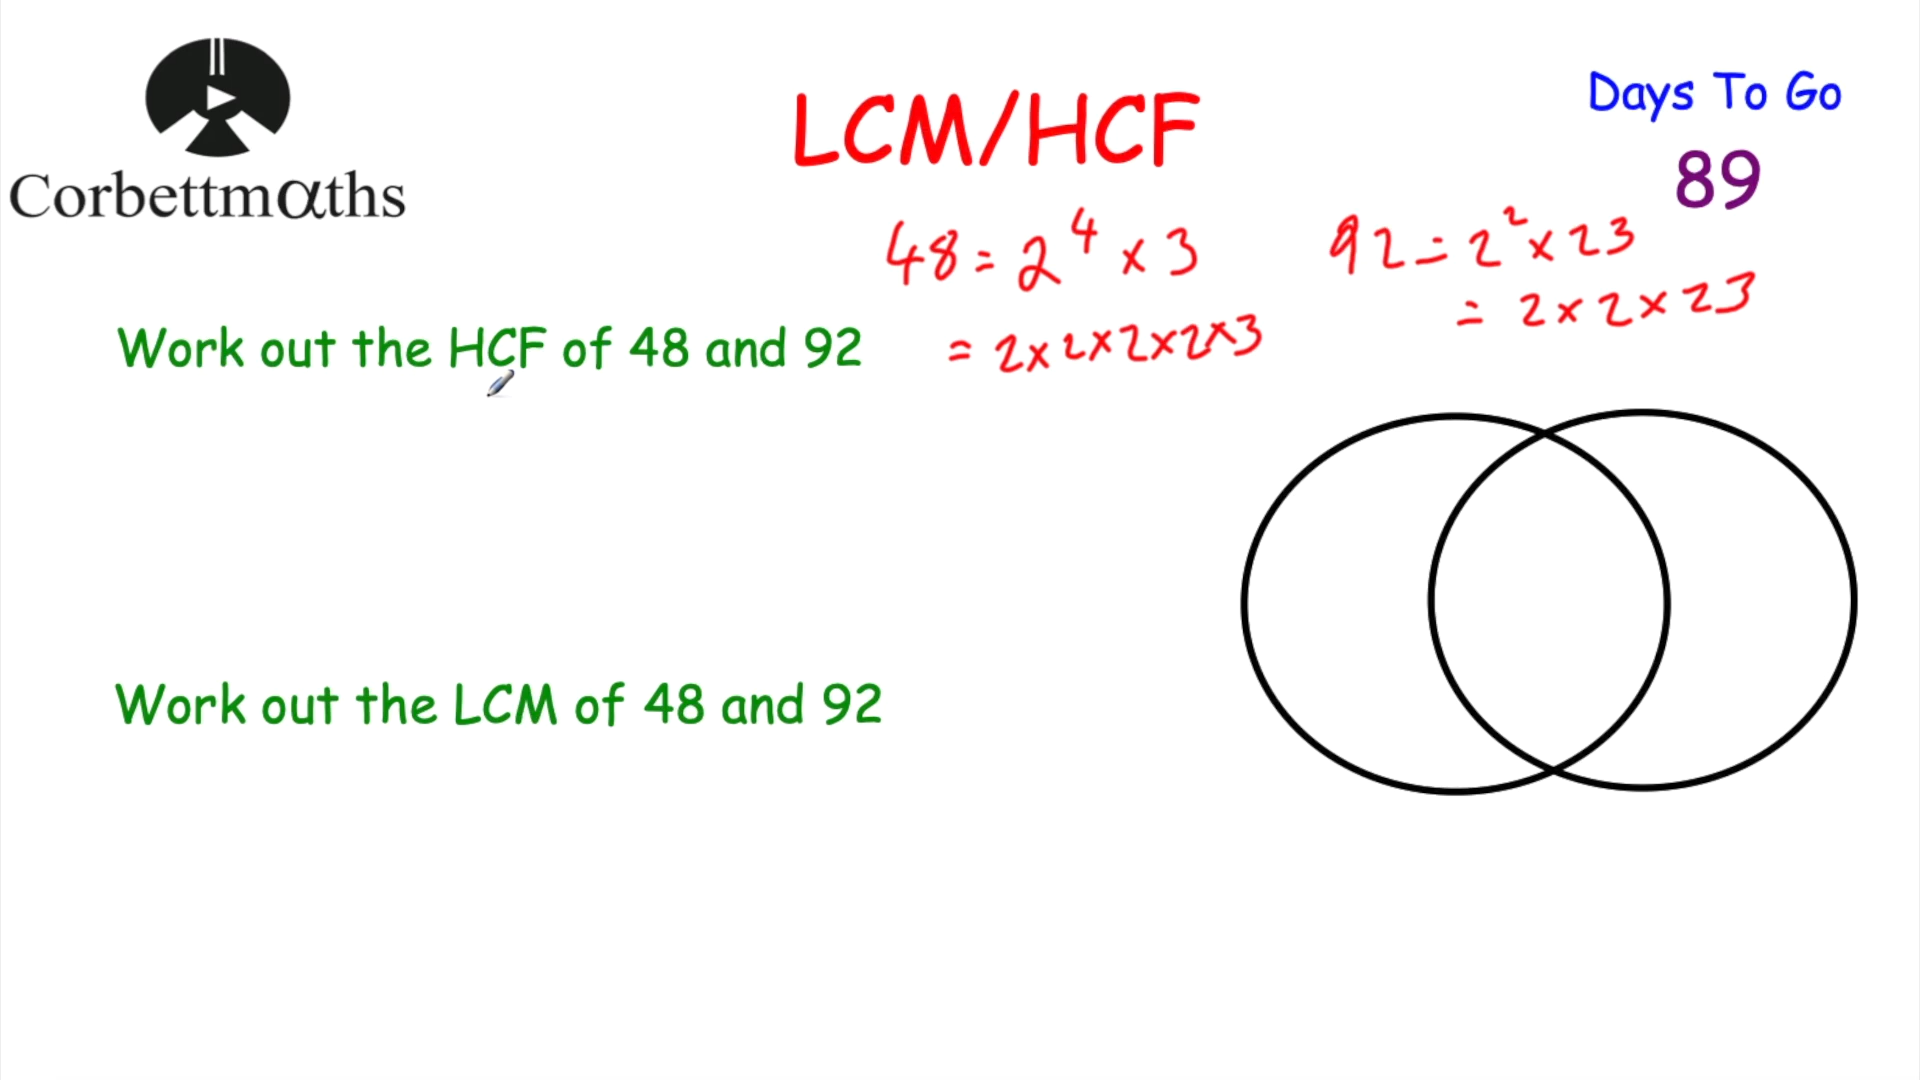 Corbettmαths
LCM/HCF
Days To Go
89
48 = 2⁴ × 3
= 2×2×2×2×3
92 = 2² × 23
= 2 × 2 × 23
Work out the HCF of 48 and 92
Work out the LCM of 48 and 92